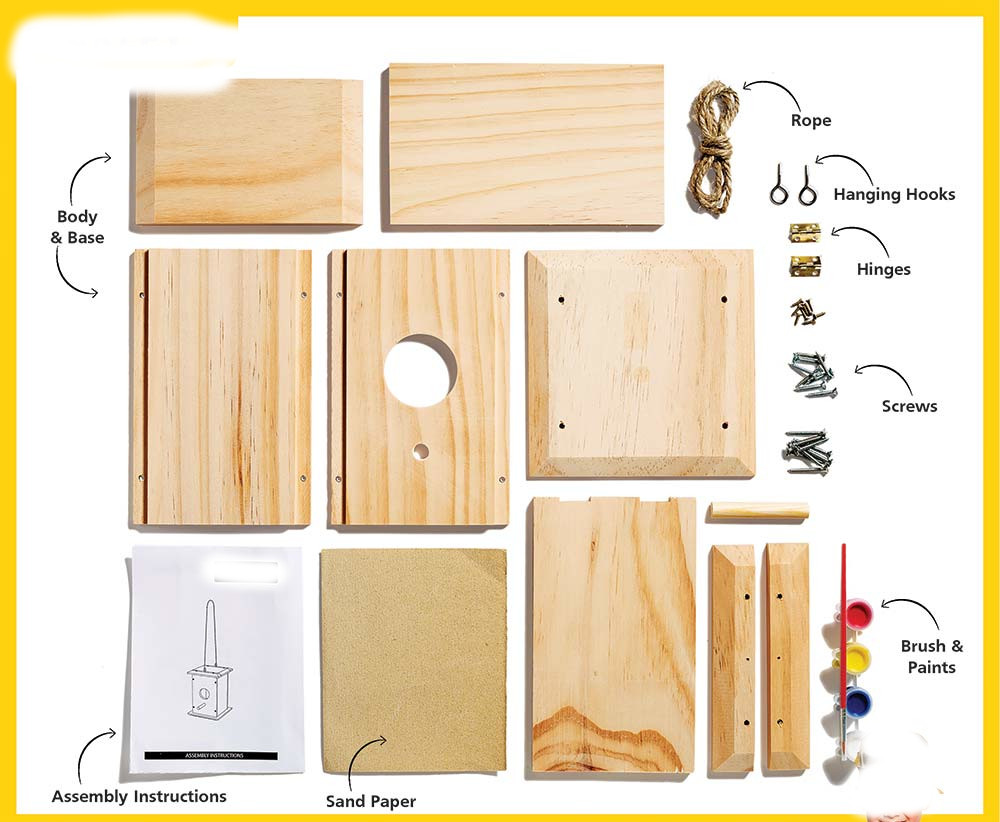 Rope
Hanging Hooks
Body
& Base
Hinges
Screws
Brush &
Paints
ASSEMBLY INSTRUCTIONS
Assembly Instructions
Sand Paper